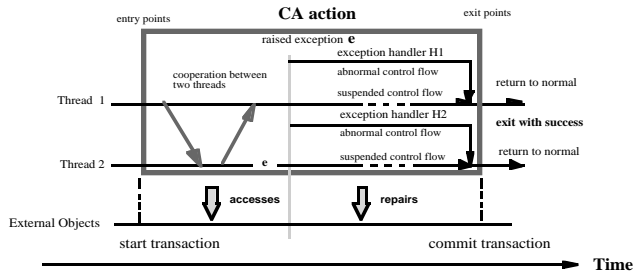 CA action
entry points
exit points
raised exception e
exception handler H1
cooperation between
two threads
abnormal control flow
return to normal
suspended control flow
Thread 1
exception handler H2
exit with success
abnormal control flow
return to normal
Thread 2
e
suspended control flow
accesses
repairs
External Objects
start transaction
commit transaction
Time